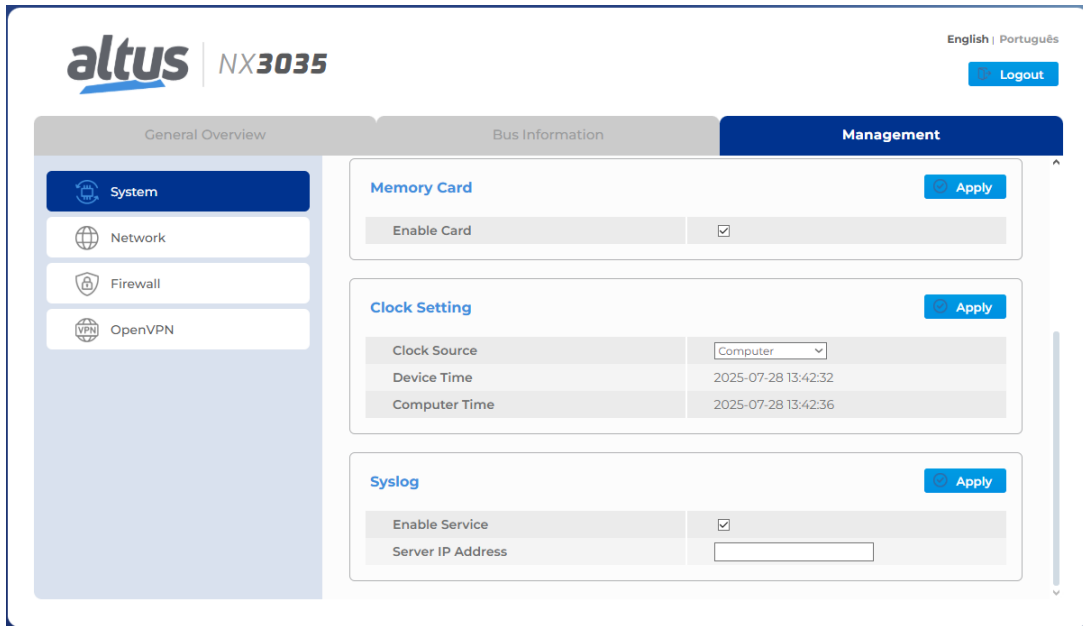 English | Português
altus NX3035
Logout
General Overview Bus Information Management
System
Network
Firewall
VPN OpenVPN
Memory Card Apply
Enable Card
Clock Setting Apply
Clock Source Computer
Device Time 2025-07-28 13:42:32
Computer Time 2025-07-28 13:42:36
Syslog Apply
Enable Service
Server IP Address